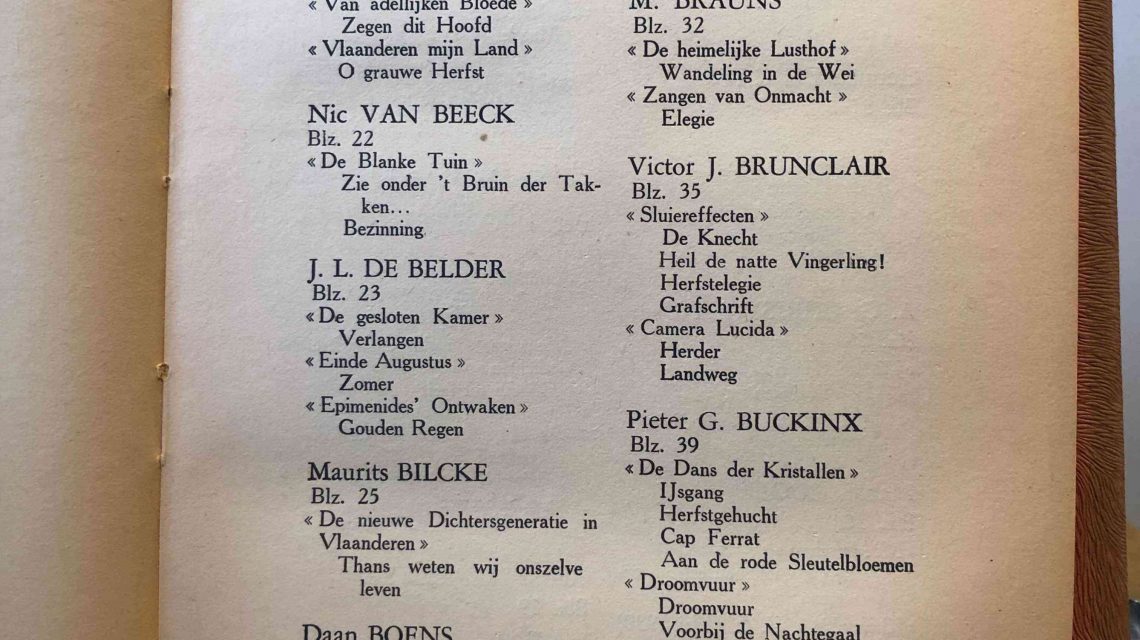 « Van adellijken Bloede »
Zegen dit Hoofd
« Vlaanderen mijn Land »
O grauwe Herfst
Nic VAN BEECK
Blz. 22
« De Blanke Tuin »
Zie onder 't Bruin der Tak-
ken...
Bezinning
J. L. DE BELDER
Blz. 23
« De gesloten Kamer »
Verlangen
« Einde Augustus »
Zomer
« Epimenides' Ontwaken »
Gouden Regen
Maurits BILCKE
Blz. 25
« De nieuwe Dichtersgeneratie in
Vlaanderen »
Thans weten wij onszelve
leven
Daan BOENS
M. BRAUNS
Blz. 32
« De heimelijke Lusthof »
Wandeling in de Wei
« Zangen van Onmacht »
Elegie
Victor J. BRUNCLAIR
Blz. 35
« Sluiereffecten »
De Knecht
Heil de natte Vingerling!
Herfstelegie
Grafschrift
« Camera Lucida »
Herder
Landweg
Pieter G. BUCKINX
Blz. 39
« De Dans der Kristallen »
IJsgang
Herfstgehucht
Cap Ferrat
Aan de rode Sleutelbloemen
« Droomvuur »
Droomvuur
Voorbij de Nachtegaal